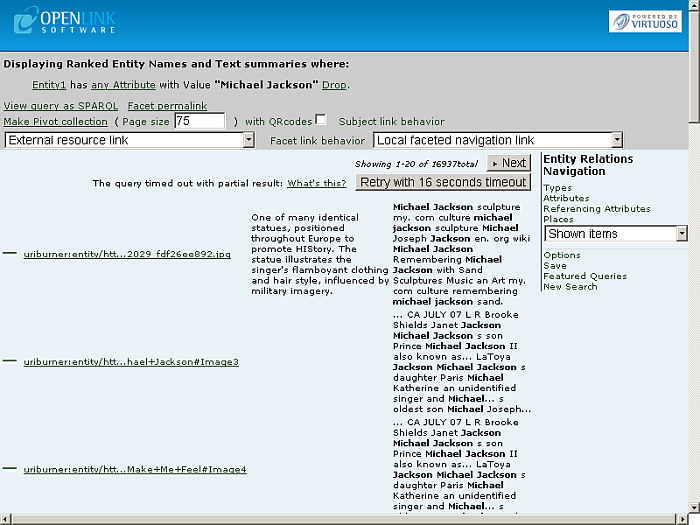 OPENLINK
SOFTWARE
POWERED BY
VIRTUOSO
Displaying Ranked Entity Names and Text summaries where:
Entity1 has any Attribute with Value "Michael Jackson" Drop.
View query as SPARQL Facet permalink
Make Pivot collection ( Page size 75 ) with QRcodes Subject link behavior
External resource link Facet link behavior Local faceted navigation link
Showing 1-20 of 16937total Next
The query timed out with partial result: What's this? Retry with 16 seconds timeout
Entity Relations
Navigation
Types
Attributes
Referencing Attributes
Places
Shown items
Options
Save
Featured Queries
New Search
uriburner:entity/htt...2029_fdf26ee892.jpg
One of many identical
statues, positioned
throughout Europe to
promote HIStory. The
statue illustrates the
singer's flamboyant clothing
and hair style, influenced by
military imagery.
Michael Jackson sculpture
my. com culture michael
jackson sculpture Michael
Joseph Jackson en. org wiki
Michael Jackson
Remembering Michael
Jackson with Sand
Sculptures Music an Art my.
com culture remembering
michael jackson sand.
uriburner:entity/htt...hael+Jackson#Image3
... CA JULY 07 L R Brooke
Shields Janet Jackson
Michael Jackson s son
Prince Michael Jackson II
also known as... LaToya
Jackson Michael Jackson s
daughter Paris Michael
Katherine an unidentified
singer and Michael... s
oldest son Michael Joseph...
uriburner:entity/htt...Make+Me+Feel#Image4
... CA JULY 07 L R Brooke
Shields Janet Jackson
Michael Jackson s son
Prince Michael Jackson II
also known as... LaToya
Jackson Michael Jackson s
daughter Paris Michael
Katherine an unidentified
singer and Michael... s